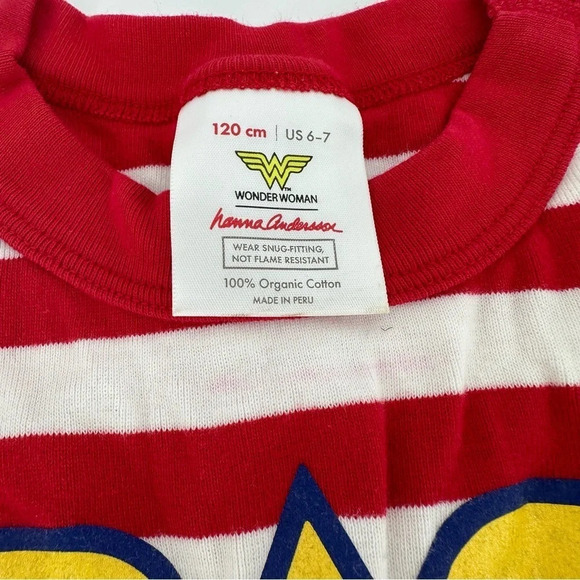 120 cm | US 6-7
W
TM
WONDER WOMAN
hanna Andersson
WEAR SNUG-FITTING,
NOT FLAME RESISTANT
100% Organic Cotton
MADE IN PERU